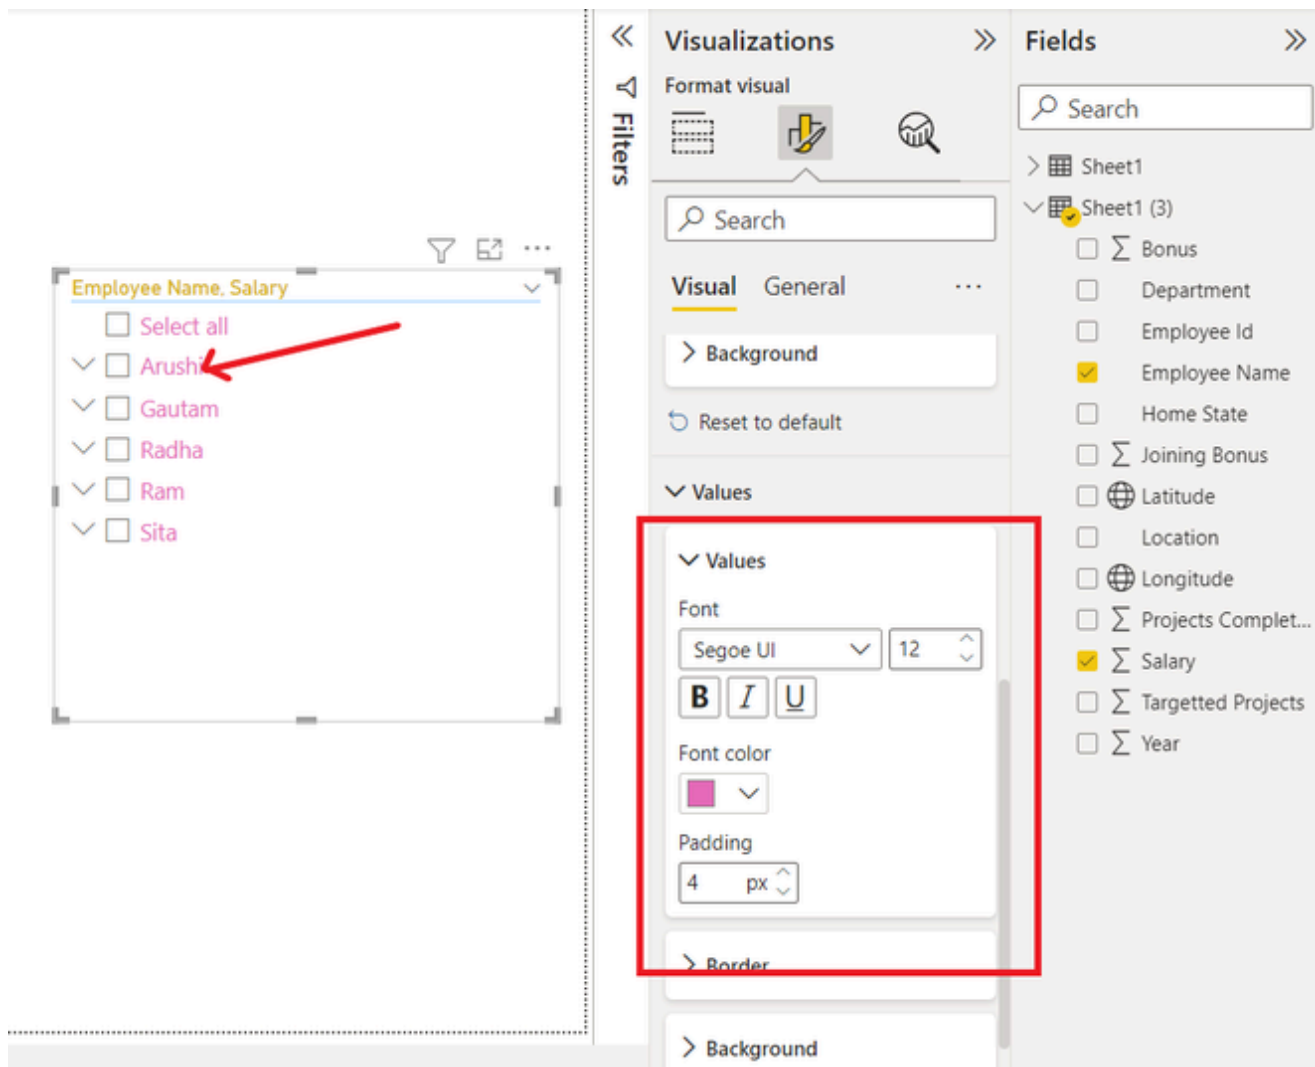 Employee Name, Salary
Select all
Arushi
Gautam
Radha
Ram
Sita
Filters
Visualizations
Format visual
Search
Visual General
Background
Reset to default
Values
Values
Font
Segoe UI 12
B I U
Font color
Padding
4 px
Border
Background
Fields
Search
Sheet1
Sheet1 (3)
Σ Bonus
Department
Employee Id
Employee Name
Home State
Σ Joining Bonus
Latitude
Location
Longitude
Σ Projects Complet...
Σ Salary
Σ Targetted Projects
Σ Year